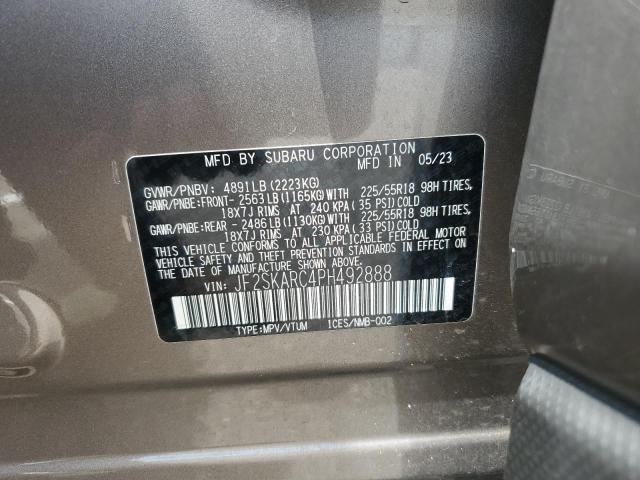 MFD BY SUBARU CORPORATION
MFD IN 05/23
GVWR/PNBV: 4891LB(2223KG)
GAWR/PNBE:FRONT- 2563LB(1165KG)WITH 225/55R18 98H TIRES,
18X7J RIMS AT 240 KPA(35 PSI)COLD
GAWR/PNBE:REAR - 2486LB(1130KG)WITH 225/55R18 98H TIRES,
18X7J RIMS AT 230 KPA(33 PSI)COLD
THIS VEHICLE CONFORMS TO ALL APPLICABLE FEDERAL MOTOR
VEHICLE SAFETY AND THEFT PREVENTION STANDARDS IN EFFECT
ON THE DATE OF MANUFACTURE SHOWN ABOVE.
VIN: JF2SKARC4PH492888
TYPE:MPV/VTUM ICES/NMB-002